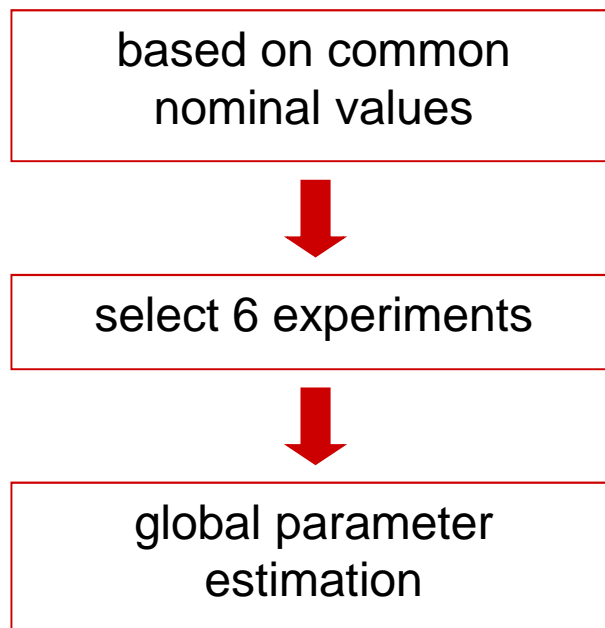 based on common
nominal values
select 6 experiments
global parameter
estimation